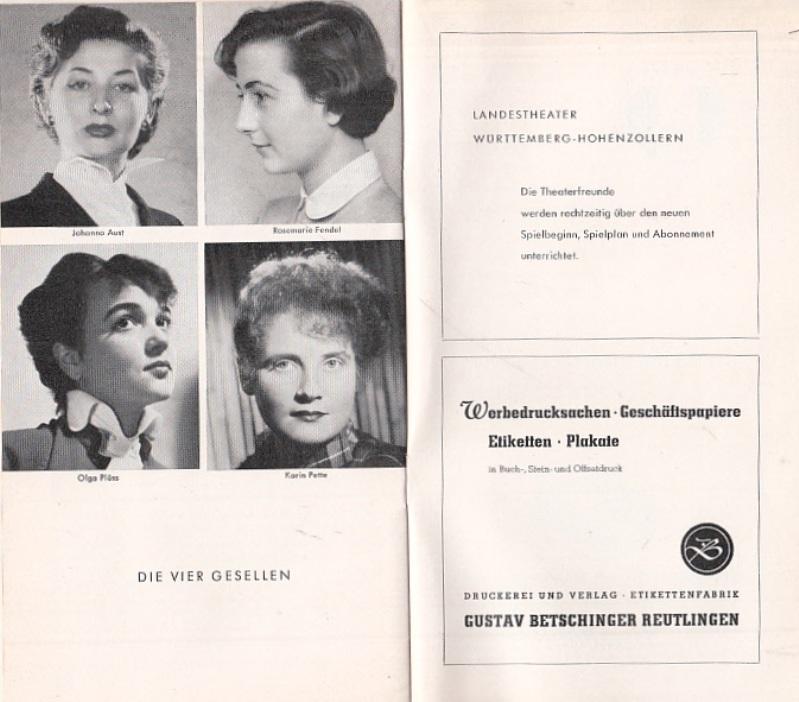 Johanna Aust
Rosemarie Fendel
Olga Plüss
Karin Pette
DIE VIER GESELLEN
LANDESTHEATER
WÜRTTEMBERG-HOHENZOLLERN
Die Theaterfreunde
werden rechtzeitig über den neuen
Spielbeginn, Spielplan und Abonnement
unterrichtet.
Werbedrucksachen · Geschäftspapiere
Etiketten · Plakate
in Buch-, Stein- und Offsetdruck
B
DRUCKEREI UND VERLAG · ETIKETTENFABRIK
GUSTAV BETSCHINGER REUTLINGEN